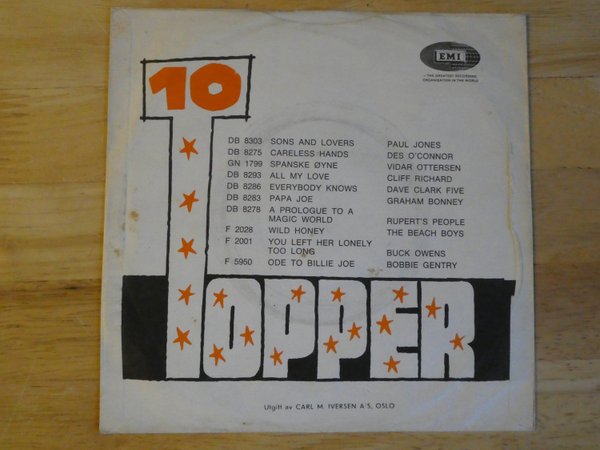 10
EMI
– THE GREATEST RECORDING
ORGANISATION IN THE WORLD
DB 8303 SONS AND LOVERS PAUL JONES
DB 8275 CARELESS HANDS DES O'CONNOR
GN 1799 SPANSKE ØYNE VIDAR OTTERSEN
DB 8293 ALL MY LOVE CLIFF RICHARD
DB 8286 EVERYBODY KNOWS DAVE CLARK FIVE
DB 8283 PAPA JOE GRAHAM BONNEY
DB 8278 A PROLOGUE TO A
MAGIC WORLD RUPERT'S PEOPLE
F 2028 WILD HONEY THE BEACH BOYS
F 2001 YOU LEFT HER LONELY
TOO LONG BUCK OWENS
F 5950 ODE TO BILLIE JOE BOBBIE GENTRY
TOPPER
Utgitt av CARL M. IVERSEN A'S, OSLO